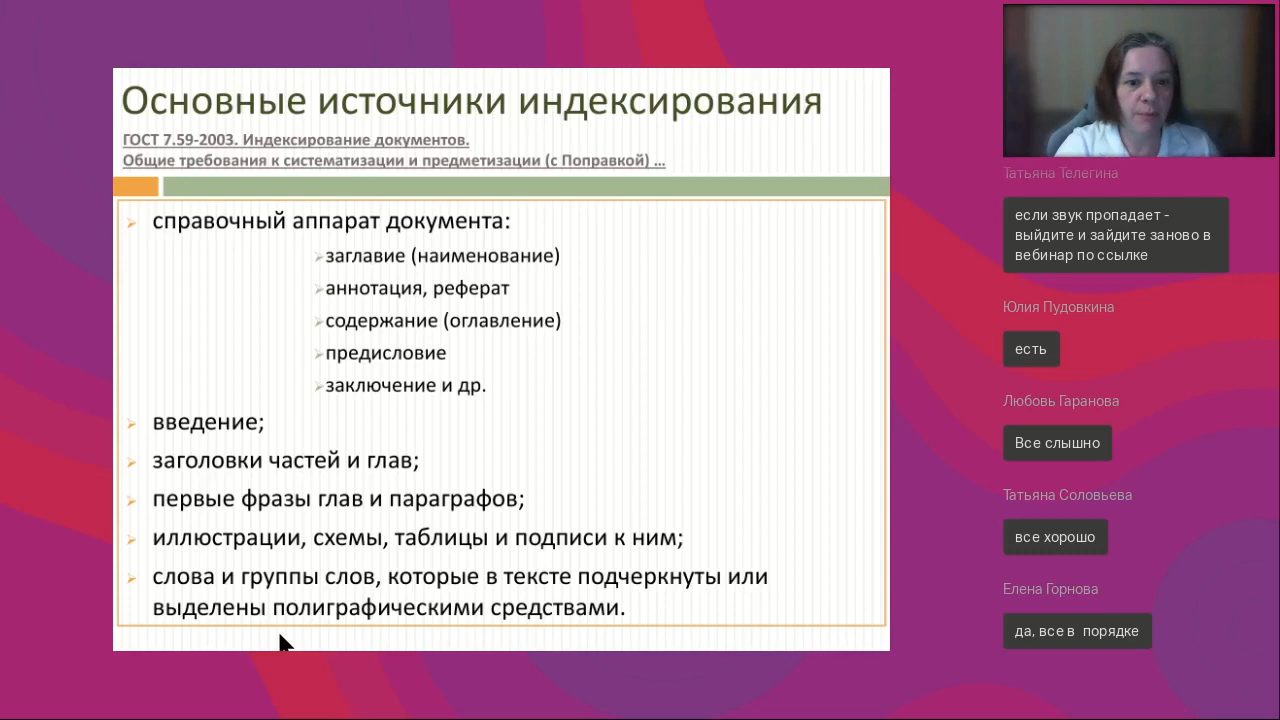 Основные источники индексирования
ГОСТ 7.59-2003. Индексирование документов.
Общие требования к систематизации и предметизации (с Поправкой) ...
справочный аппарат документа:
заглавие (наименование)
аннотация, реферат
содержание (оглавление)
предисловие
заключение и др.
введение;
заголовки частей и глав;
первые фразы глав и параграфов;
иллюстрации, схемы, таблицы и подписи к ним;
слова и группы слов, которые в тексте подчеркнуты или
выделены полиграфическими средствами.
Татьяна Телегина
если звук пропадает -
выйдите и зайдите заново в
вебинар по ссылке
Юлия Пудовкина
есть
Любовь Гаранова
Все слышно
Татьяна Соловьева
все хорошо
Елена Горнова
да, все в  порядке